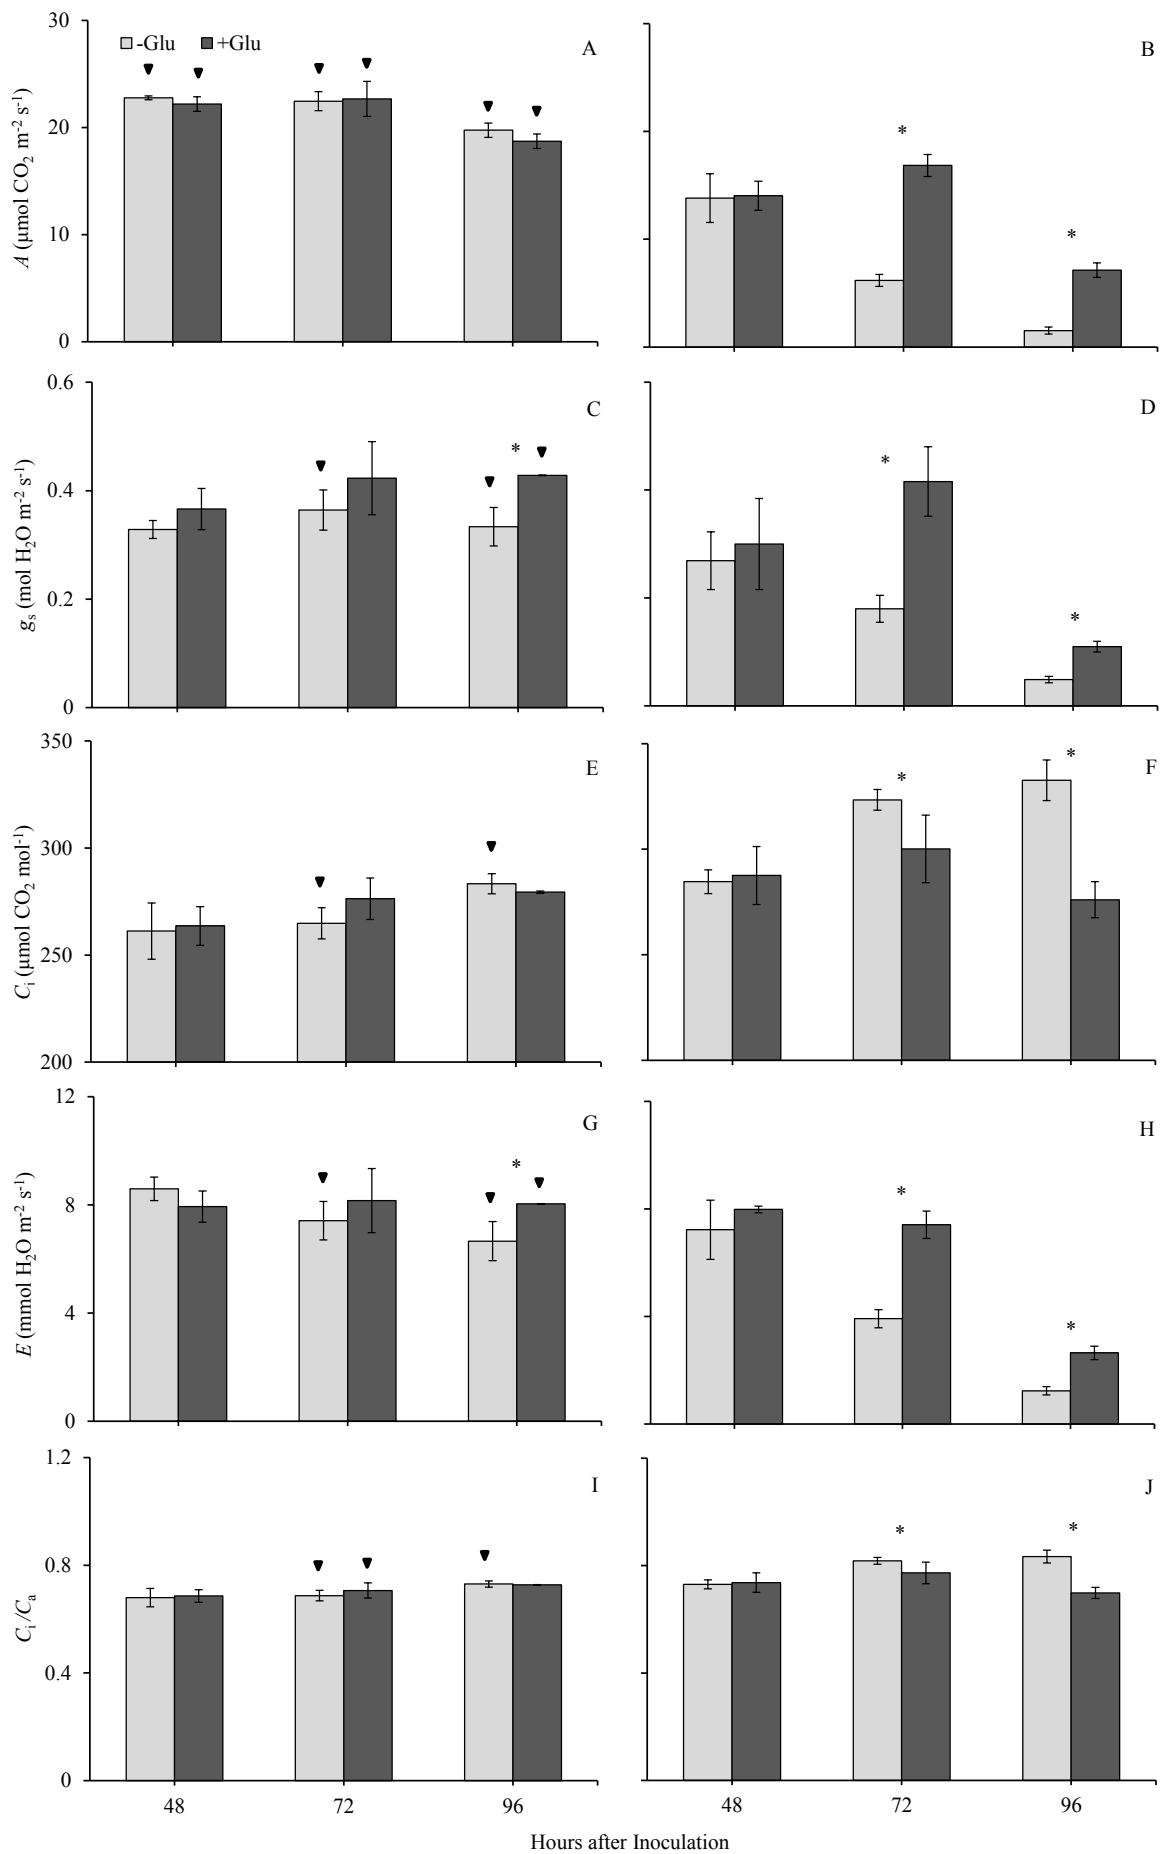 30
-Glu +Glu
A
B
20
10
0
A (μmol CO₂ m⁻² s⁻¹)
*
*
0.6
C
D
0.4
0.2
0
gₛ (mol H₂O m⁻² s⁻¹)
*
*
*
350
E
F
300
250
200
Cᵢ (μmol CO₂ mol⁻¹)
*
*
12
G
H
8
4
0
E (mmol H₂O m⁻² s⁻¹)
*
*
*
1.2
I
J
0.8
0.4
0
Cᵢ/Cₐ
*
*
48 72 96 48 72 96
Hours after Inoculation